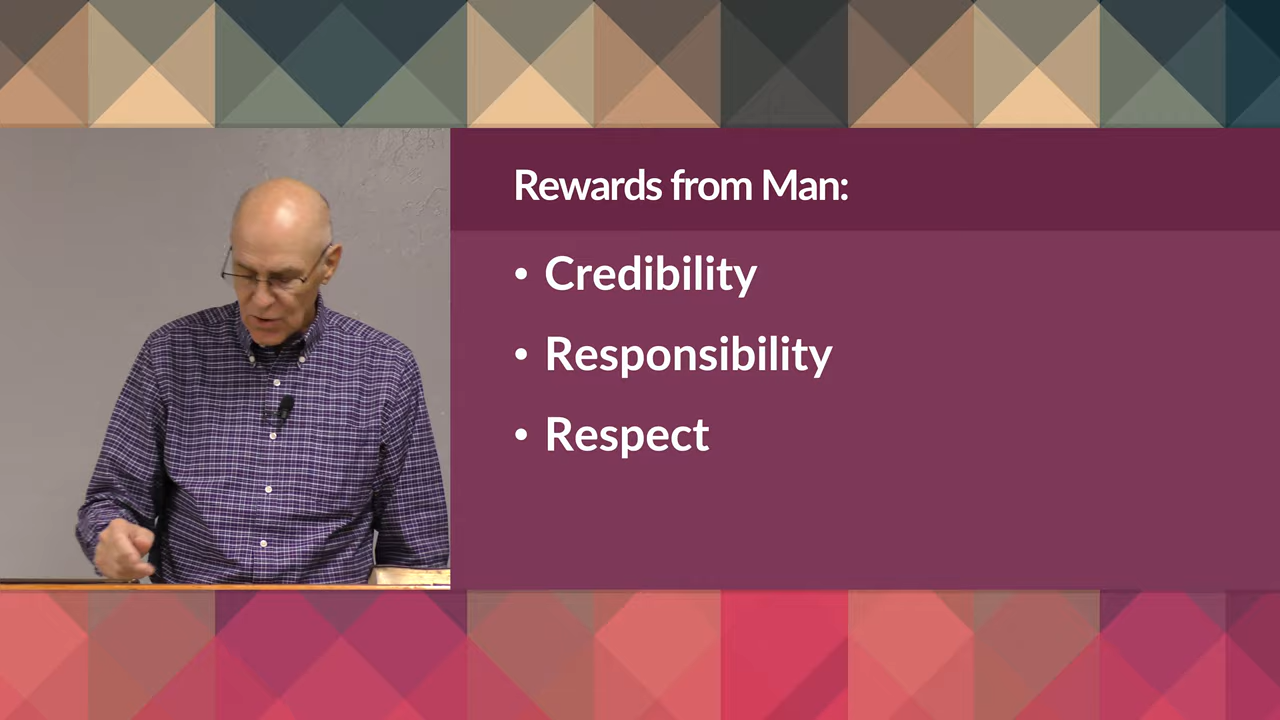 Rewards from Man:
• Credibility
• Responsibility
• Respect